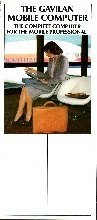 THE GAVILAN
MOBILE COMPUTER
THE COMPLETE COMPUTER
FOR THE MOBILE PROFESSIONAL